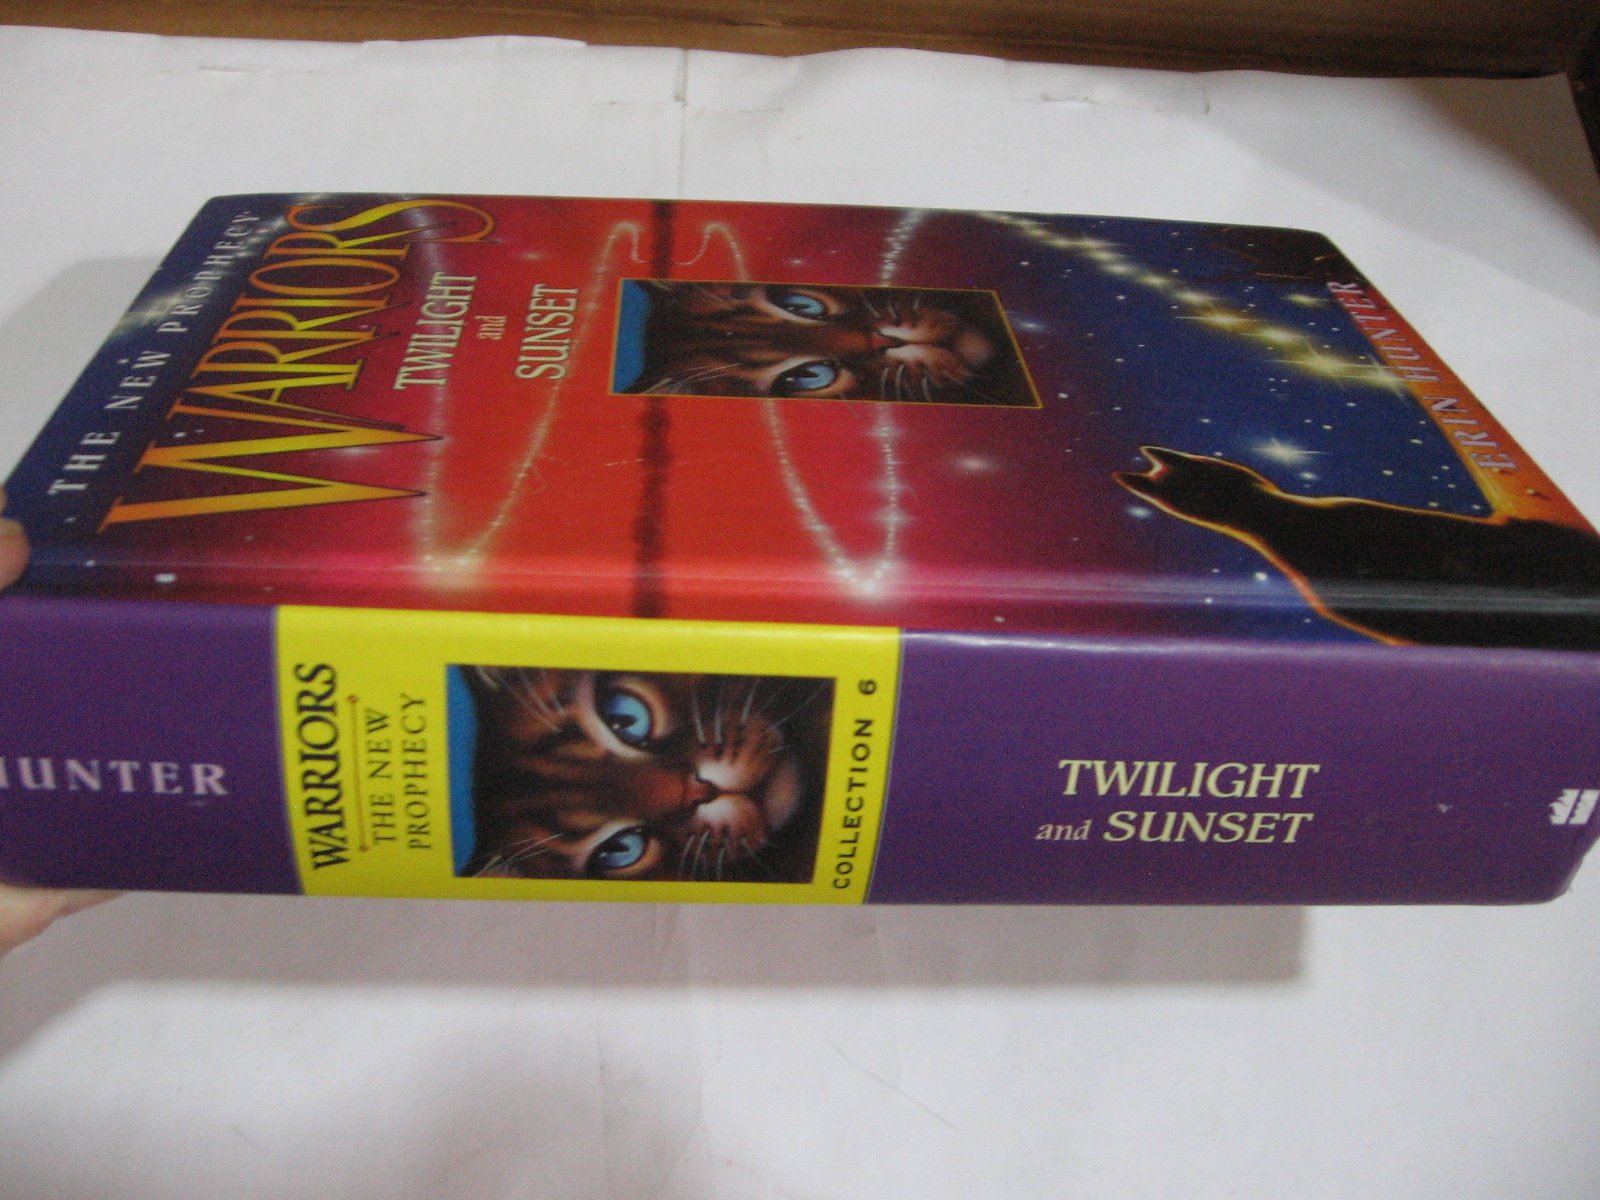 THE NEW PROPHECY
WARRIORS
TWILIGHT
and
SUNSET
ERIN HUNTER
HUNTER
WARRIORS
THE NEW
PROPHECY
COLLECTION 6
TWILIGHT
and SUNSET